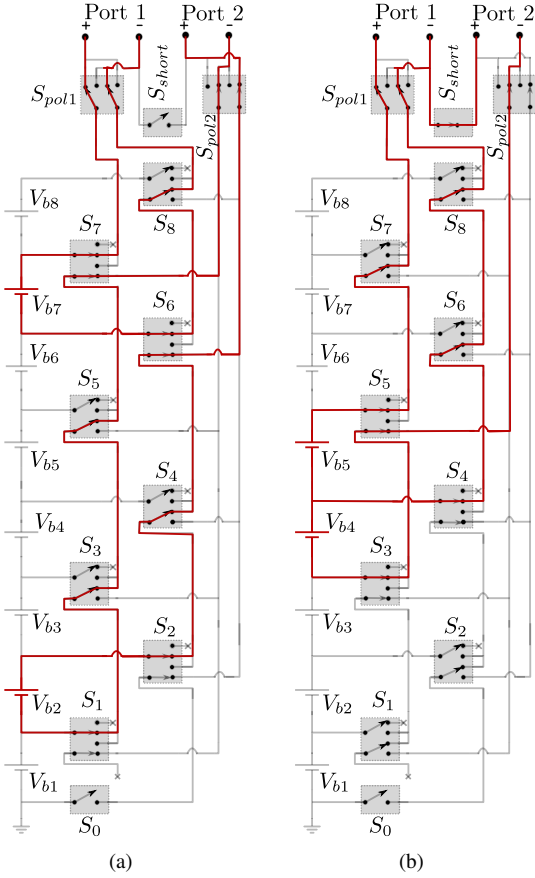 Port 1 Port 2 Port 1 Port 2
+ - + - + - + -
S_pol1 S_short S_pol2 S_pol1 S_short S_pol2
V_b8 S_7 S_8 V_b8 S_7 S_8
V_b7 S_6 V_b7 S_6
V_b6 S_5 V_b6 S_5
V_b5 S_4 V_b5 S_4
V_b4 S_3 V_b4 S_3
V_b3 S_2 V_b3 S_2
V_b2 S_1 V_b2 S_1
V_b1 V_b1
S_0 S_0
(a) (b)